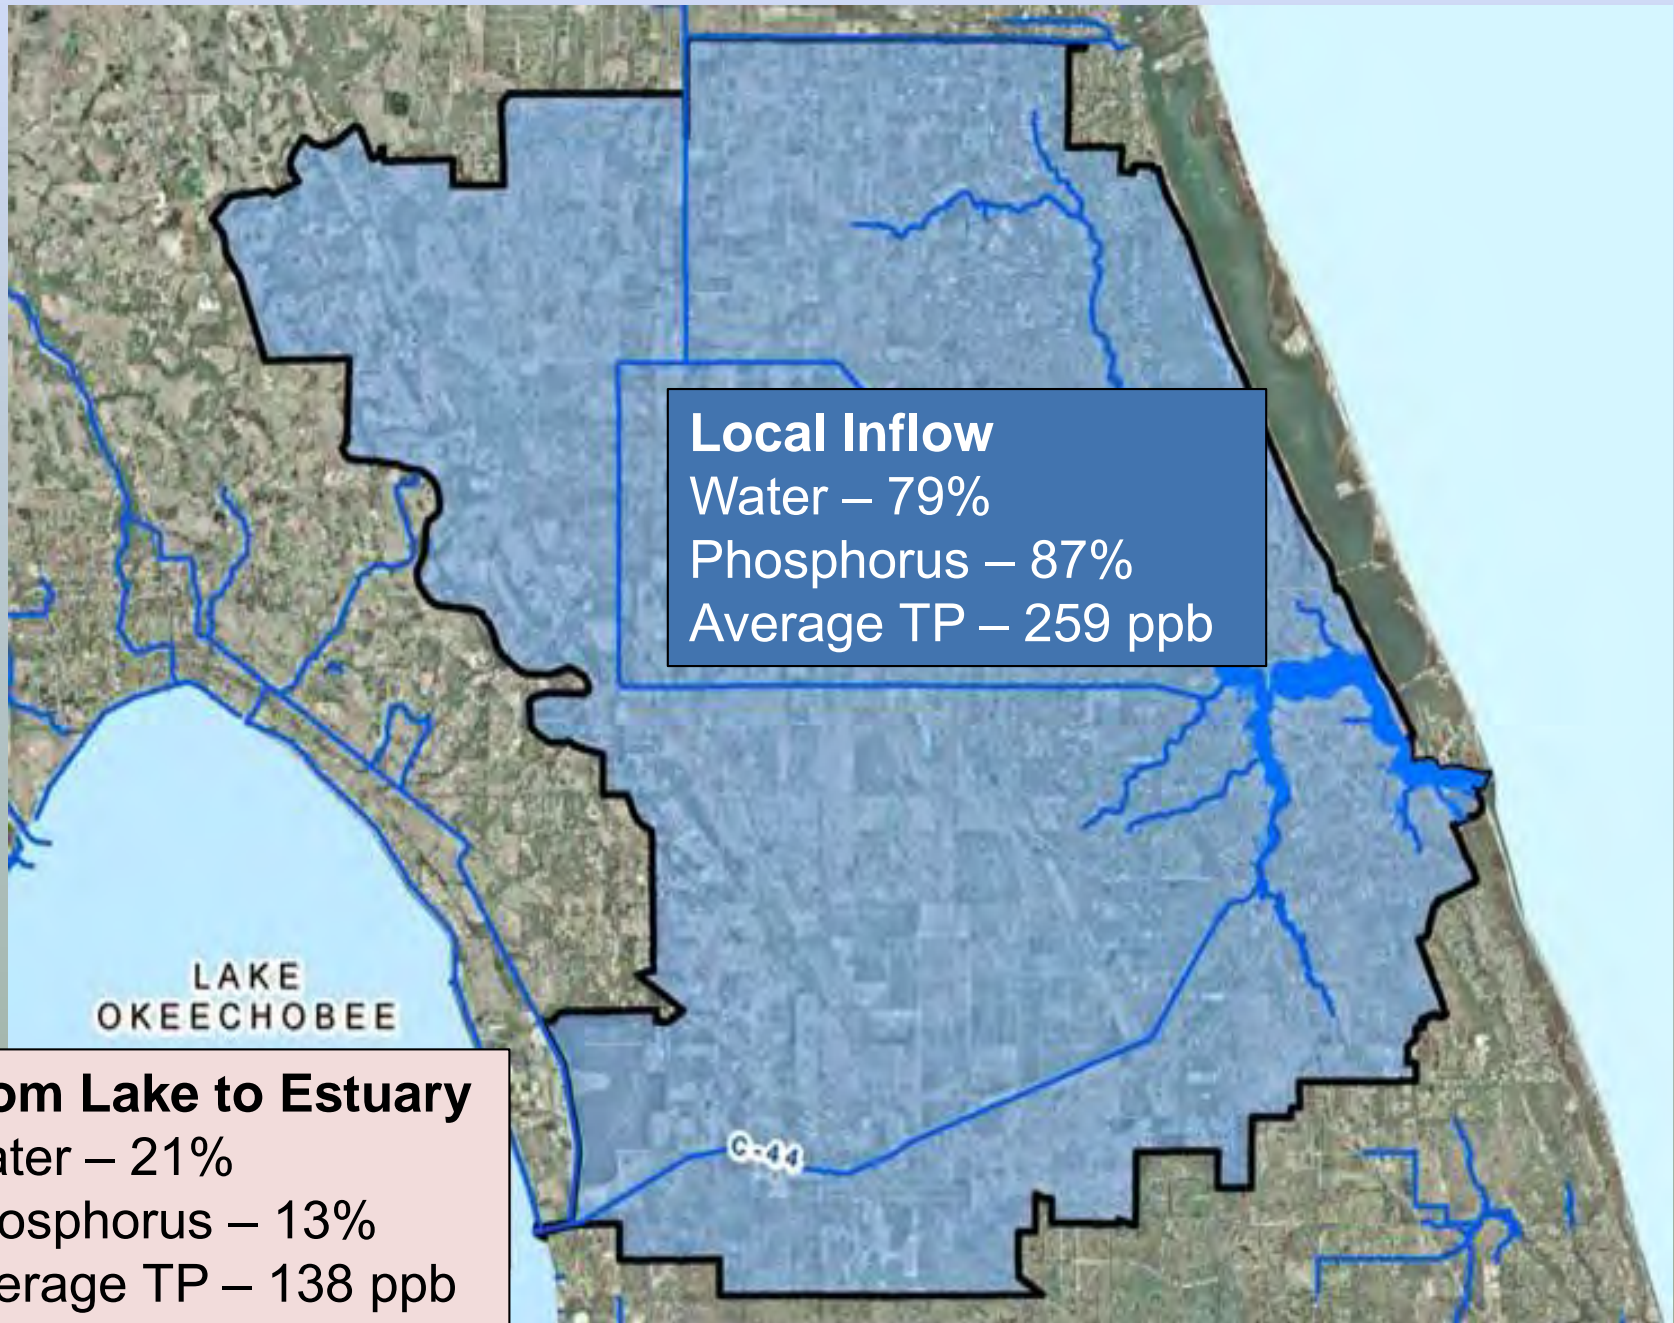 Local Inflow
Water – 79%
Phosphorus – 87%
Average TP – 259 ppb
LAKE
OKEECHOBEE
om Lake to Estuary
ater – 21%
osphorus – 13%
erage TP – 138 ppb
C-44